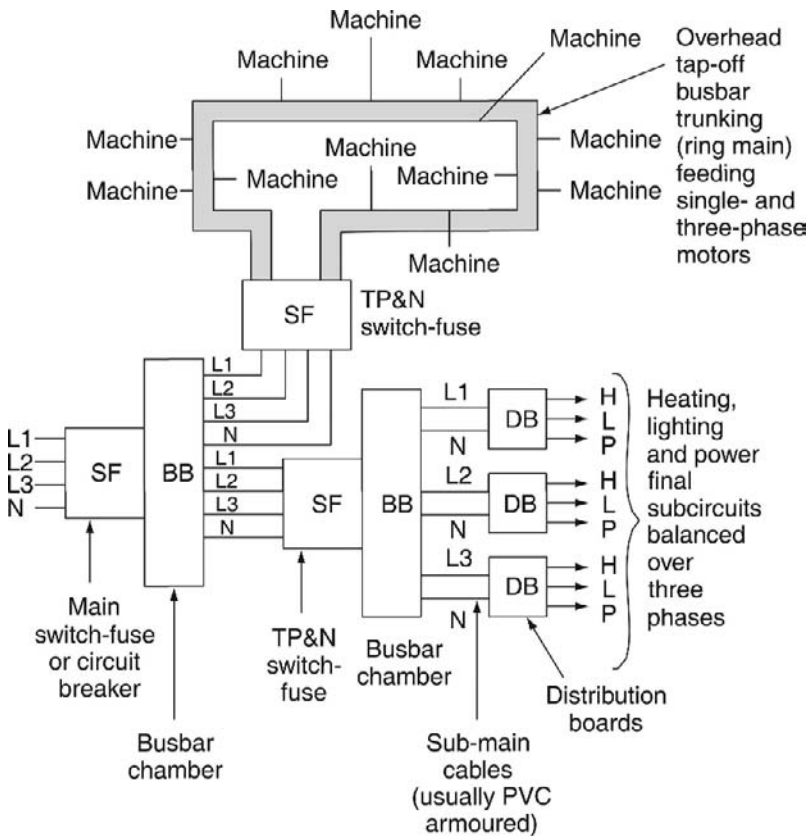 Machine
Machine
Machine
Machine
Machine
Machine
Machine
Machine
Machine
Machine
Machine
Machine
Machine
Overhead
tap-off
busbar
trunking
(ring main)
feeding
single- and
three-phase
motors
SF
TP&N
switch-fuse
L1
L2
L3
N
L1
L2
L3
N
SF
BB
L1
L2
L3
N
SF
BB
L1
N
L2
N
L3
N
DB
DB
DB
H
L
P
H
L
P
H
L
P
Heating,
lighting
and power
final
subcircuits
balanced
over
three
phases
Main
switch-fuse
or circuit
breaker
Busbar
chamber
TP&N
switch-
fuse
Busbar
chamber
Sub-main
cables
(usually PVC
armoured)
Distribution
boards